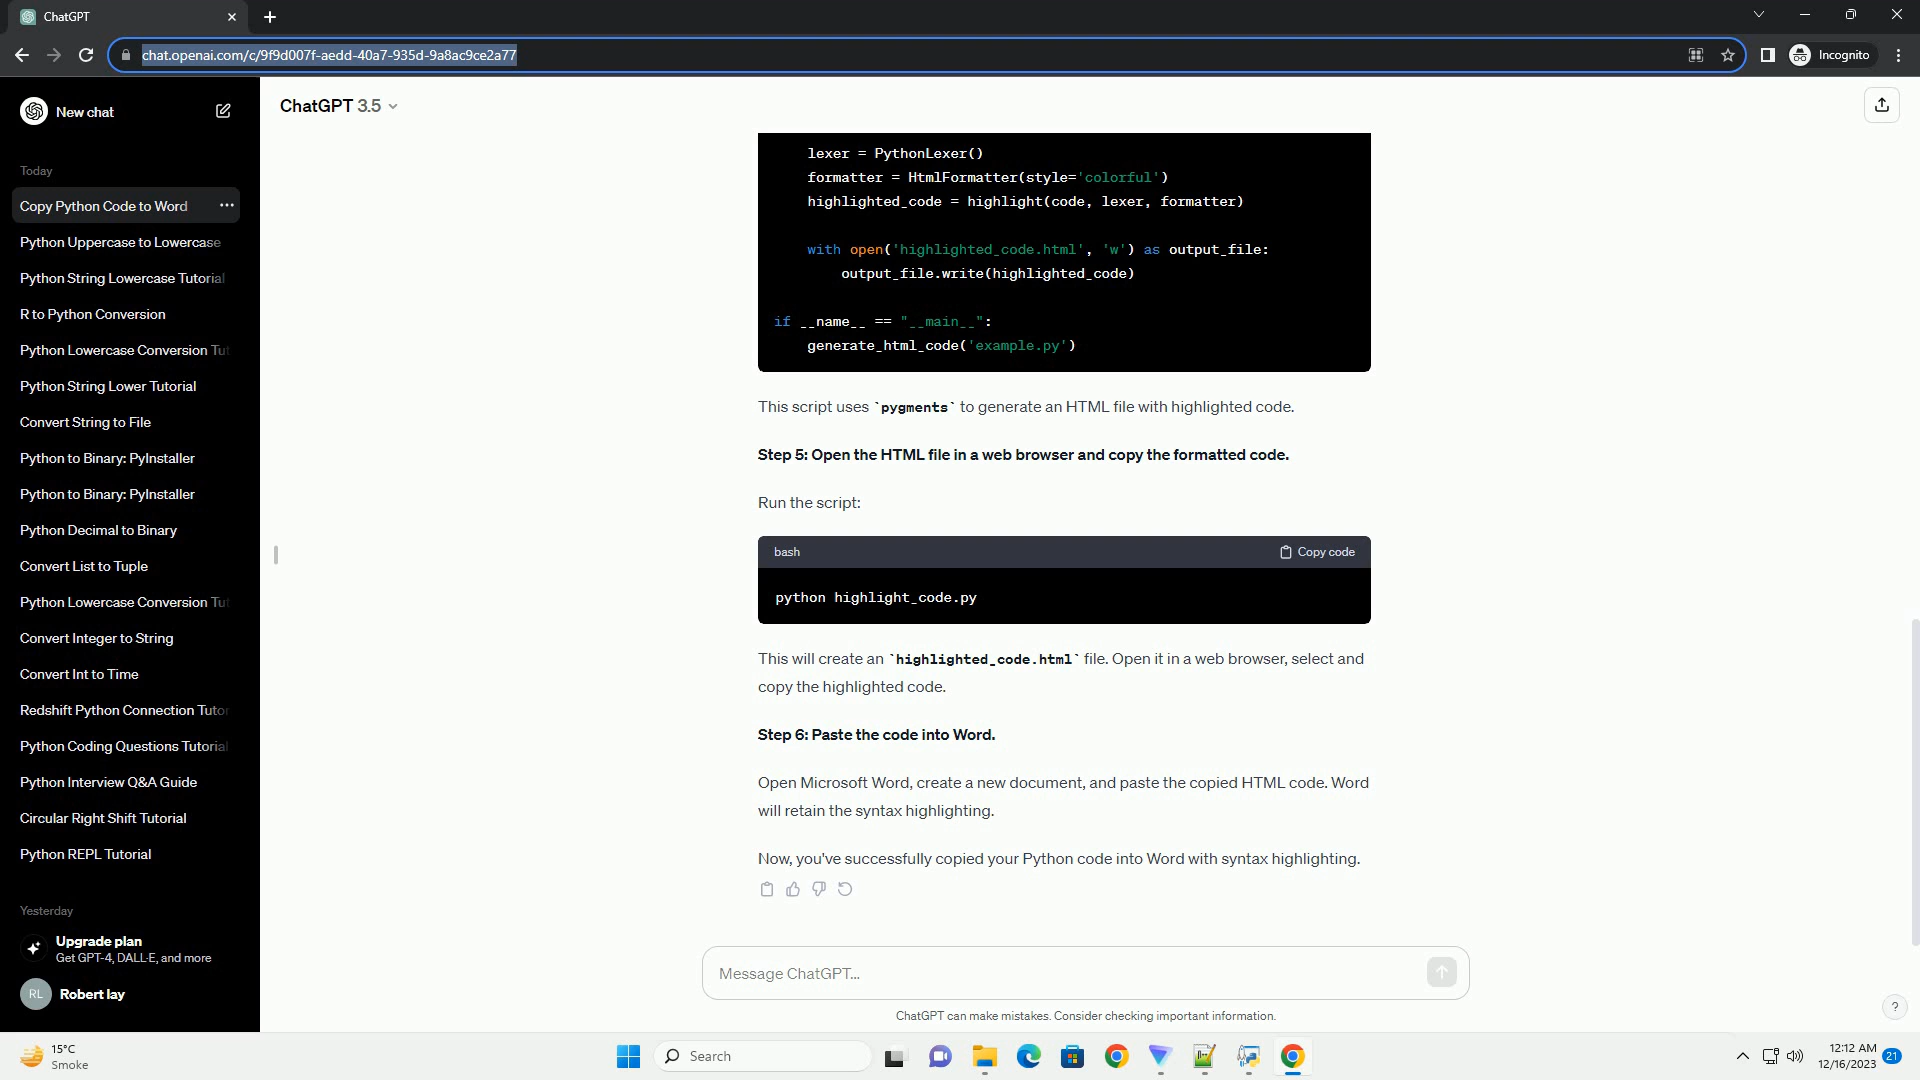 ChatGPT
chat.openai.com/c/9f9d007f-aedd-40a7-935d-9a8ac9ce2a77
Incognito
New chat
ChatGPT 3.5
Today
Copy Python Code to Word
Python Uppercase to Lowercase
Python String Lowercase Tutorial
R to Python Conversion
Python Lowercase Conversion Tut
Python String Lower Tutorial
Convert String to File
Python to Binary: PyInstaller
Python to Binary: PyInstaller
Python Decimal to Binary
Convert List to Tuple
Python Lowercase Conversion Tut
Convert Integer to String
Convert Int to Time
Redshift Python Connection Tutor
Python Coding Questions Tutorial
Python Interview Q&A Guide
Circular Right Shift Tutorial
Python REPL Tutorial
Yesterday
Upgrade plan
Get GPT-4, DALL·E, and more
RL
Robert lay
lexer = PythonLexer()
formatter = HtmlFormatter(style='colorful')
highlighted_code = highlight(code, lexer, formatter)
with open('highlighted_code.html', 'w') as output_file:
output_file.write(highlighted_code)
if __name__ == "__main__":
generate_html_code('example.py')
This script uses `pygments` to generate an HTML file with highlighted code.
Step 5: Open the HTML file in a web browser and copy the formatted code.
Run the script:
bash
Copy code
python highlight_code.py
This will create an `highlighted_code.html` file. Open it in a web browser, select and
copy the highlighted code.
Step 6: Paste the code into Word.
Open Microsoft Word, create a new document, and paste the copied HTML code. Word
will retain the syntax highlighting.
Now, you've successfully copied your Python code into Word with syntax highlighting.
Message ChatGPT...
ChatGPT can make mistakes. Consider checking important information.
?
15°C
Smoke
Search
12:12 AM
12/16/2023
21